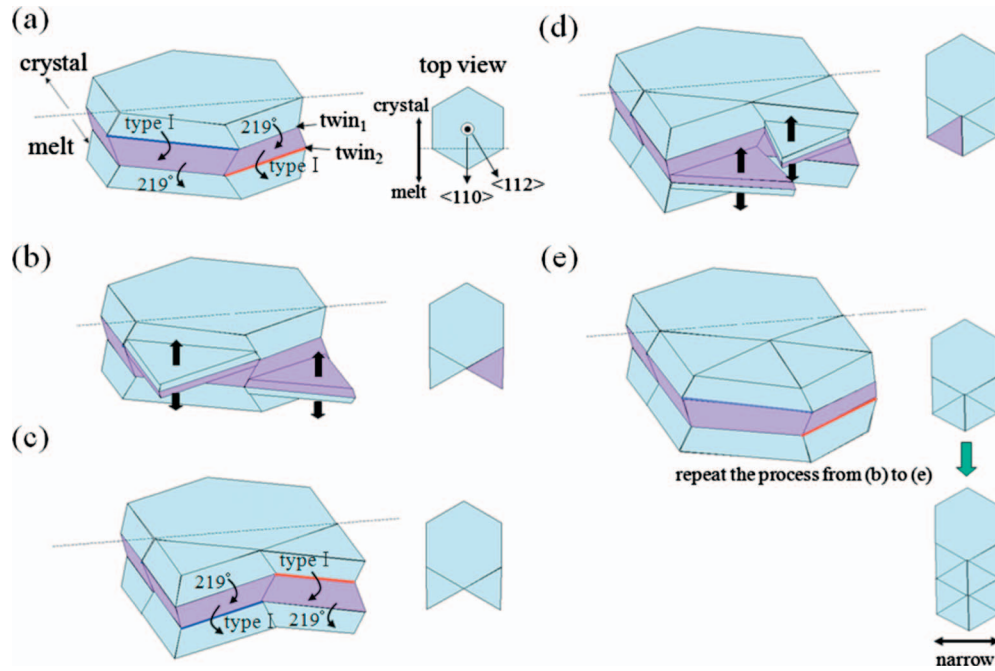 (a)
crystal
melt
type Ⅰ
219°
219°
type Ⅰ
twin₁
twin₂
top view
crystal
melt
<110>
<112>
(b)
(c)
219°
type Ⅰ
type Ⅰ
219°
(d)
(e)
repeat the process from (b) to (e)
narrow